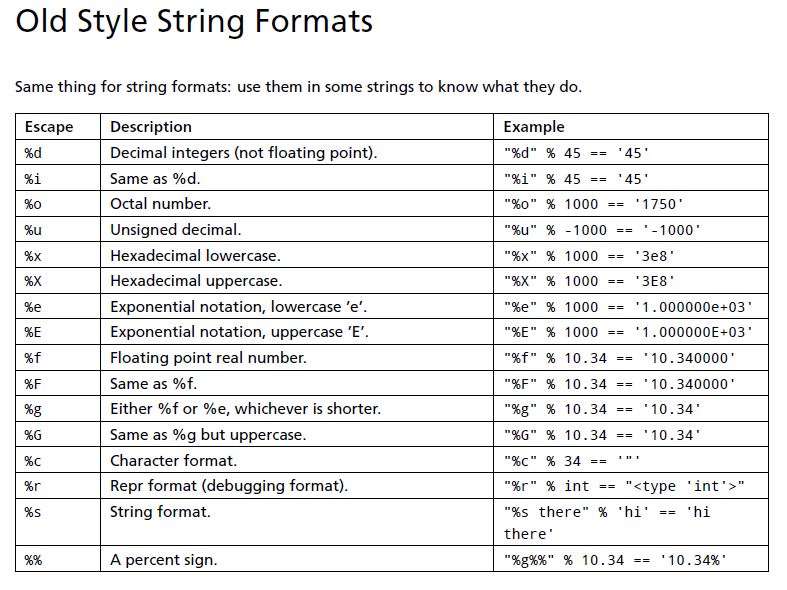 Old Style String Formats
Same thing for string formats: use them in some strings to know what they do.
Escape Description Example
%d Decimal integers (not floating point). "%d" % 45 == '45'
%i Same as %d. "%i" % 45 == '45'
%o Octal number. "%o" % 1000 == '1750'
%u Unsigned decimal. "%u" % -1000 == '-1000'
%x Hexadecimal lowercase. "%x" % 1000 == '3e8'
%X Hexadecimal uppercase. "%X" % 1000 == '3E8'
%e Exponential notation, lowercase ’e’. "%e" % 1000 == '1.000000e+03'
%E Exponential notation, uppercase ’E’. "%E" % 1000 == '1.000000E+03'
%f Floating point real number. "%f" % 10.34 == '10.340000'
%F Same as %f. "%F" % 10.34 == '10.340000'
%g Either %f or %e, whichever is shorter. "%g" % 10.34 == '10.34'
%G Same as %g but uppercase. "%G" % 10.34 == '10.34'
%c Character format. "%c" % 34 == '"'
%r Repr format (debugging format). "%r" % int == "<type 'int'>"
%s String format. "%s there" % 'hi' == 'hi
there'
%% A percent sign. "%g%%" % 10.34 == '10.34%'